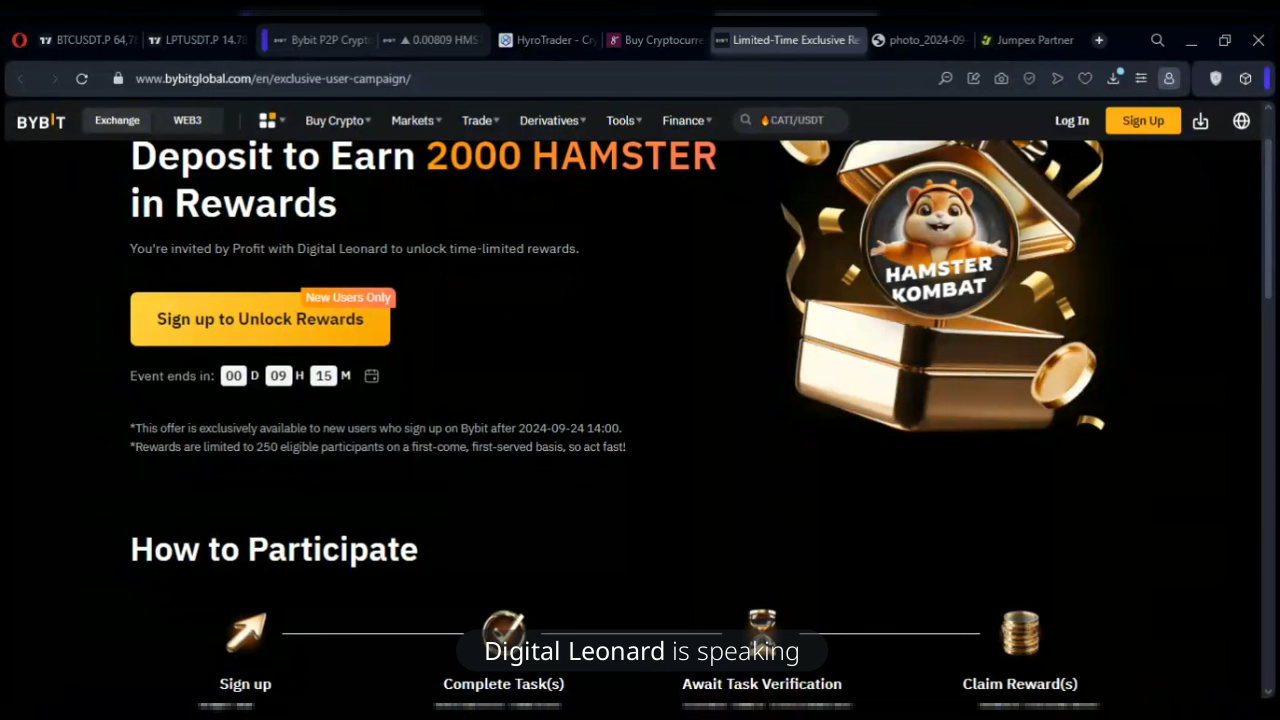 BTCUSDT.P 64,7
LPTUSDT.P 14.73
Bybit P2P Crypt
▲ 0.00809 HMS
HyroTrader - Cr
Buy Cryptocurre
Limited-Time Exclusive Re
photo_2024-09
Jumpex Partner
www.bybitglobal.com/en/exclusive-user-campaign/
BYBIT
Exchange
WEB3
Buy Crypto
Markets
Trade
Derivatives
Tools
Finance
CATI/USDT
Log In
Sign Up
Deposit to Earn 2000 HAMSTER
in Rewards
You're invited by Profit with Digital Leonard to unlock time-limited rewards.
New Users Only
Sign up to Unlock Rewards
Event ends in: 00 D 09 H 15 M
*This offer is exclusively available to new users who sign up on Bybit after 2024-09-24 14:00.
*Rewards are limited to 250 eligible participants on a first-come, first-served basis, so act fast!
HAMSTER
KOMBAT
How to Participate
Digital Leonard is speaking
Sign up
Complete Task(s)
Await Task Verification
Claim Reward(s)